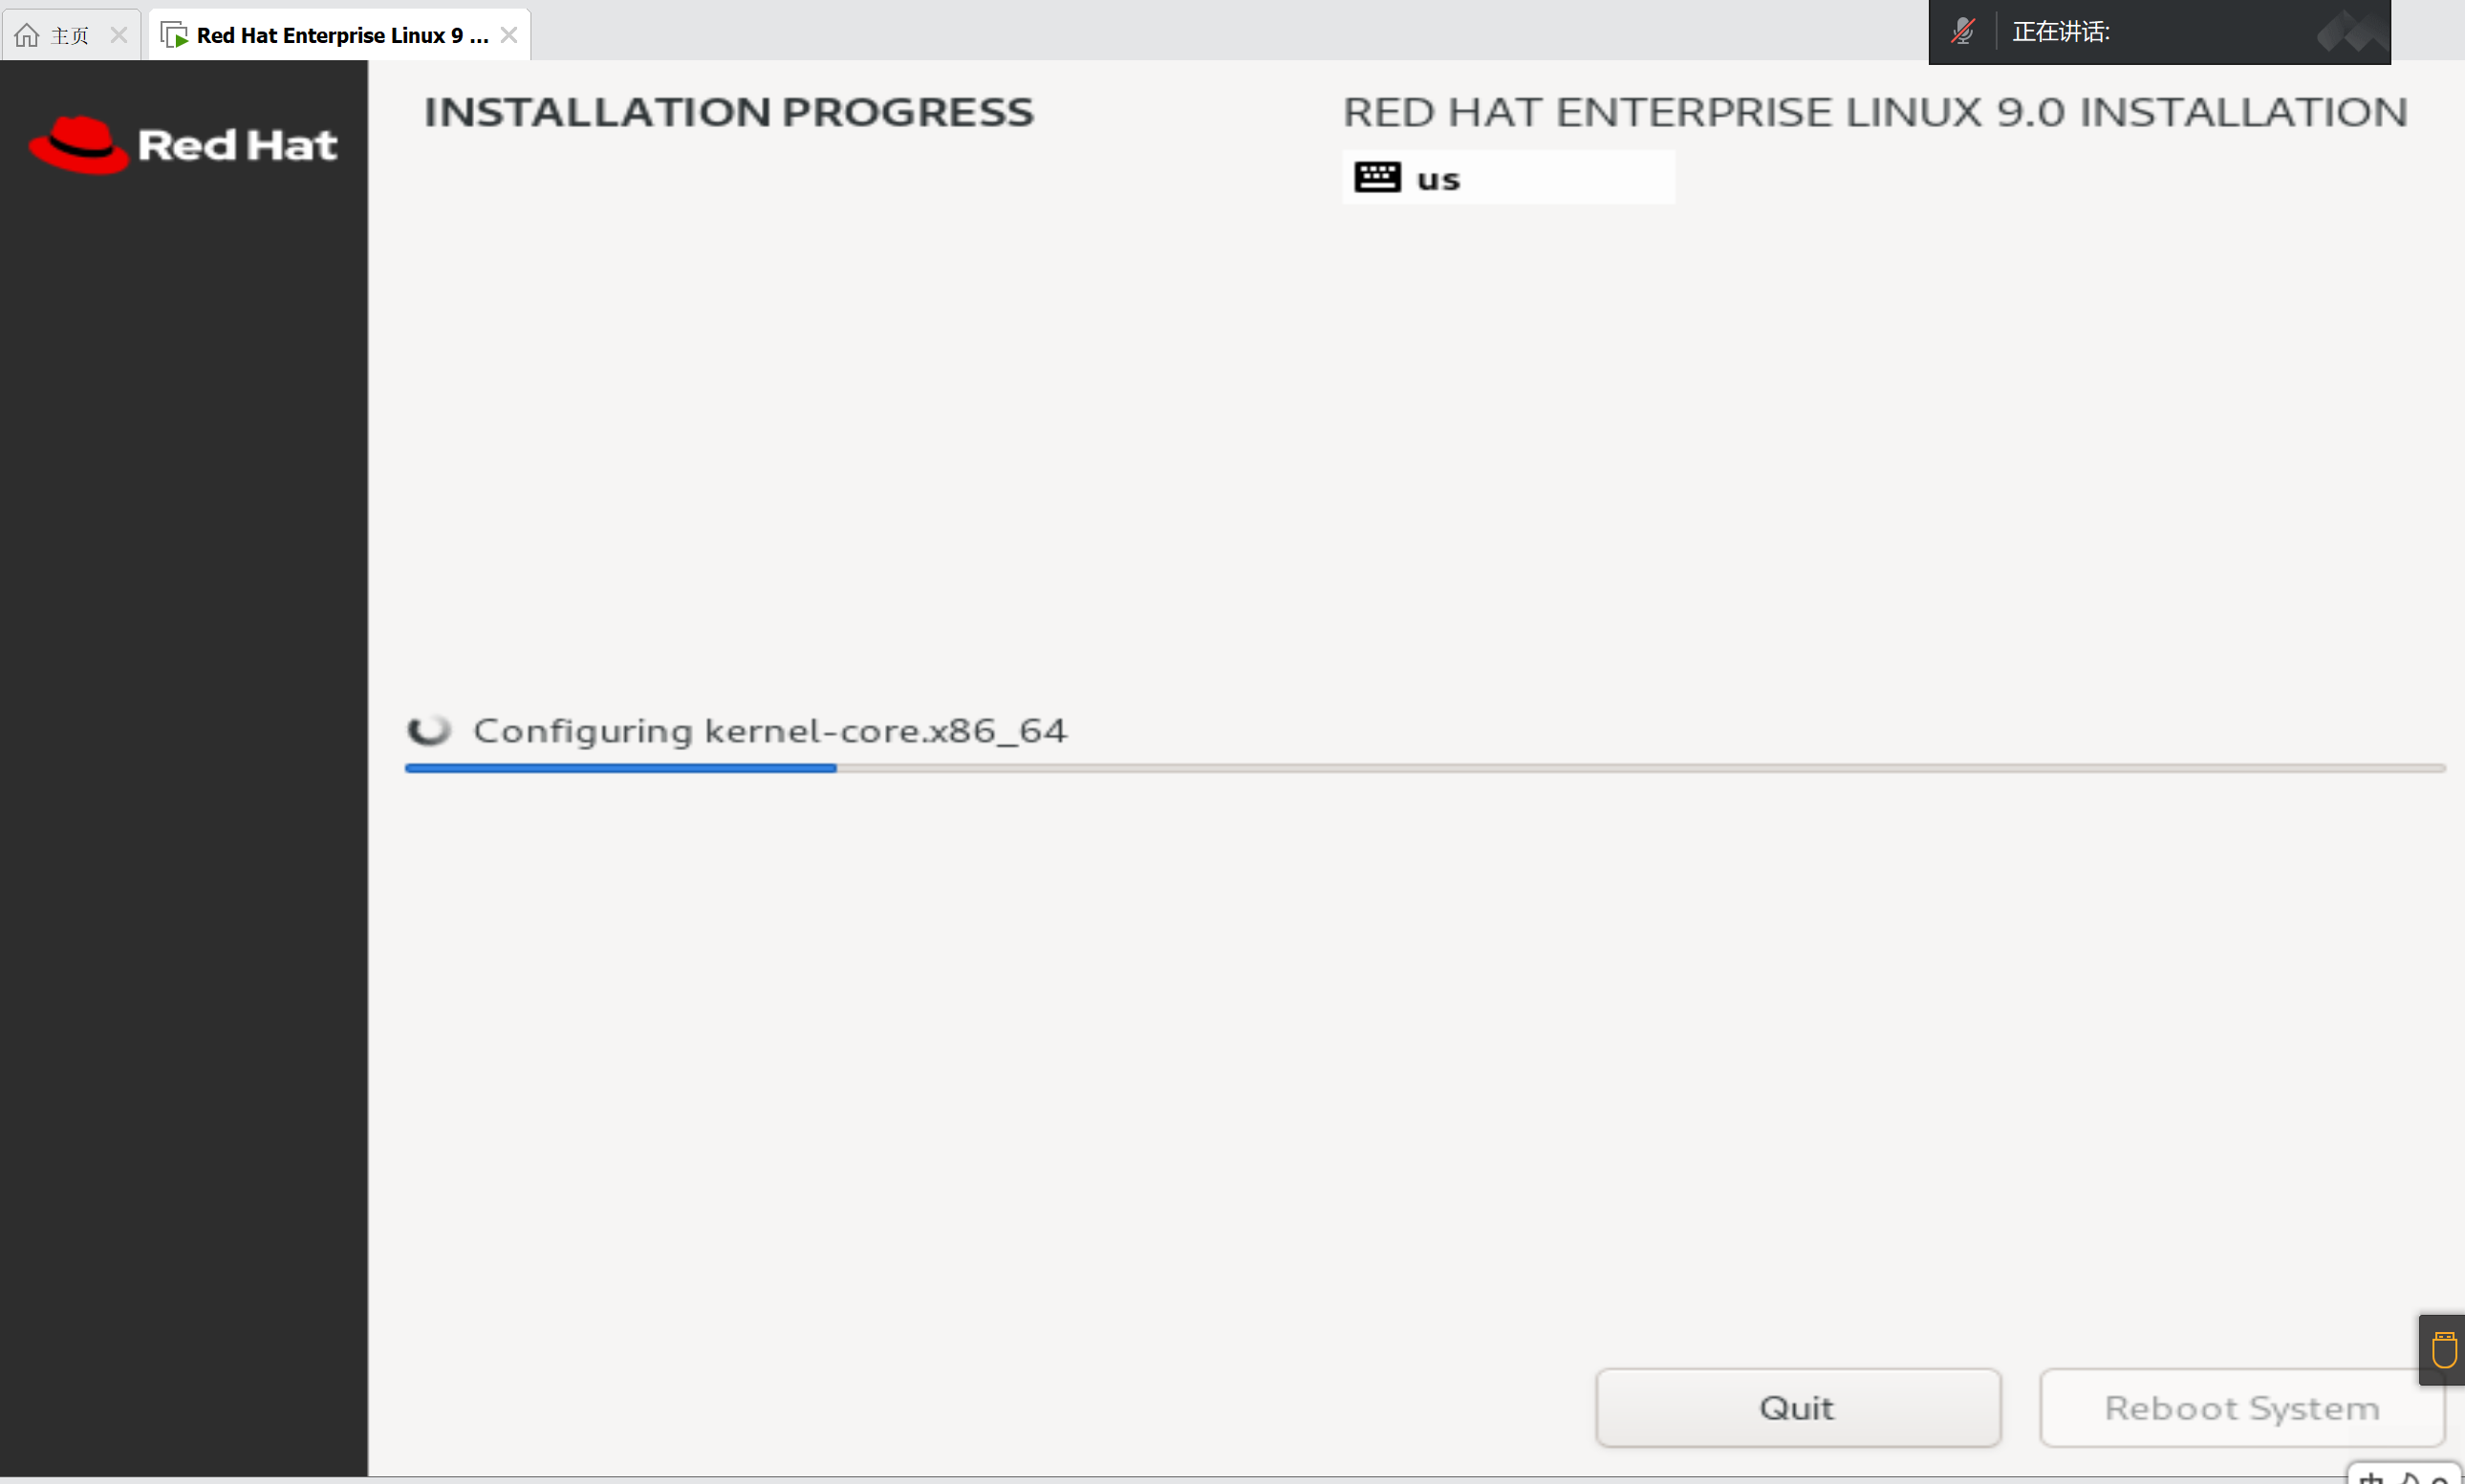 主页
Red Hat Enterprise Linux 9 ...
正在讲话:
Red Hat
INSTALLATION PROGRESS
RED HAT ENTERPRISE LINUX 9.0 INSTALLATION
us
Configuring kernel-core.x86_64
Quit
Reboot System